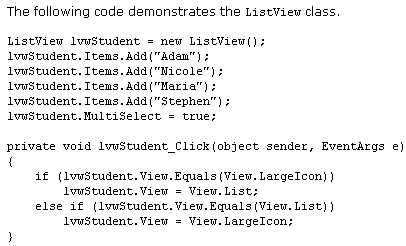 The following code demonstrates the ListView class.
ListView lvwStudent = new ListView();
lvwStudent.Items.Add("Adam");
lvwStudent.Items.Add("Nicole");
lvwStudent.Items.Add("Maria");
lvwStudent.Items.Add("Stephen");
lvwStudent.MultiSelect = true;
private void lvwStudent_Click(object sender, EventArgs e)
{
    if (lvwStudent.View.Equals(View.LargeIcon))
        lvwStudent.View = View.List;
    else if (lvwStudent.View.Equals(View.List))
        lvwStudent.View = View.LargeIcon;
}